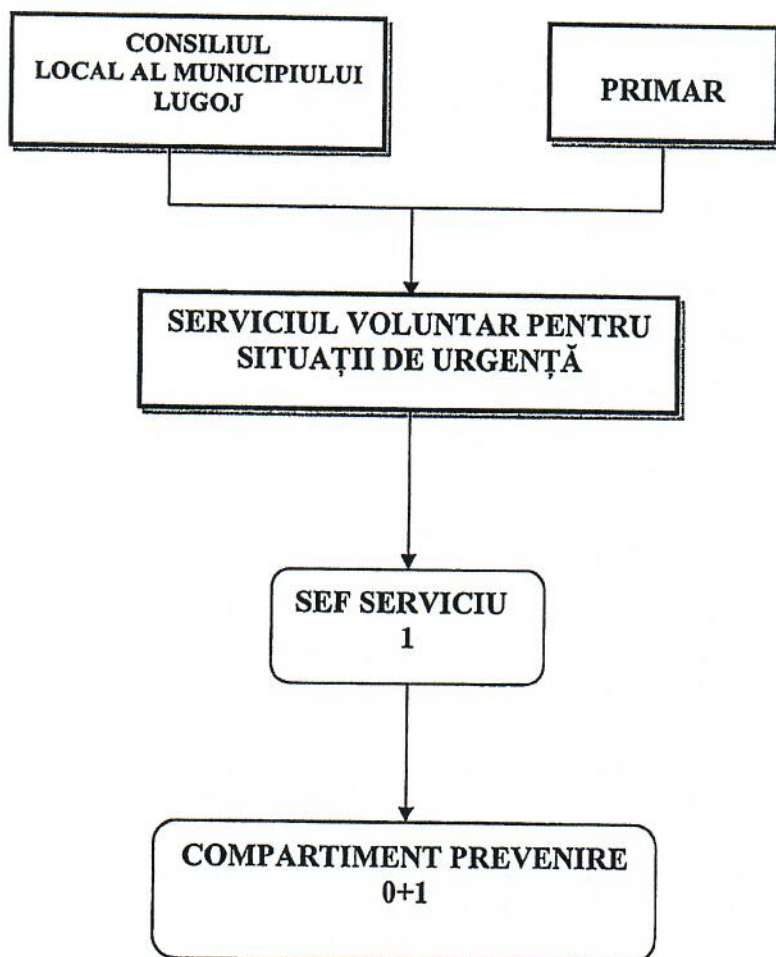 CONSILIUL
LOCAL AL MUNICIPIULUI
LUGOJ
PRIMAR
SERVICIUL VOLUNTAR PENTRU
SITUAȚII DE URGENȚĂ
SEF SERVICIU
1
COMPARTIMENT PREVENIRE
0+1